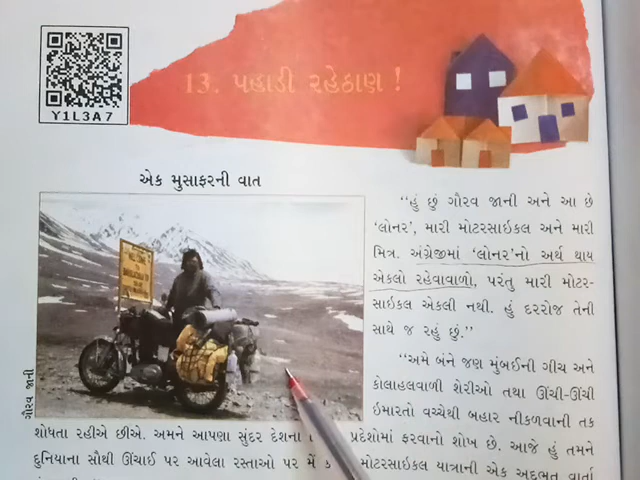 Y1L3A7
13. પહાડી રહેઠાણ !
એક મુસાફરની વાત
ગૌરવ જાની
‘‘હું છું ગૌરવ જાની અને આ છે
‘લોનર’, મારી મોટરસાઇકલ અને મારી
મિત્ર. અંગ્રેજીમાં ‘લોનર’નો અર્થ થાય
એકલો રહેવાવાળો, પરંતુ મારી મોટર-
સાઇકલ એકલી નથી. હું દરરોજ તેની
સાથે જ રહું છું.’’
‘‘અમે બંને જણ મુંબઈની ગીચ અને
કોલાહલવાળી શેરીઓ તથા ઊંચી-ઊંચી
ઇમારતો વચ્ચેથી બહાર નીકળવાની તક
શોધતા રહીએ છીએ. અમને આપણા સુંદર દેશના પ્રદેશોમાં ફરવાનો શોખ છે. આજે હું તમને
દુનિયાના સૌથી ઊંચાઈ પર આવેલા રસ્તાઓ પર મેં મોટરસાઇકલ યાત્રાની એક અદ્ભુત વાર્તા